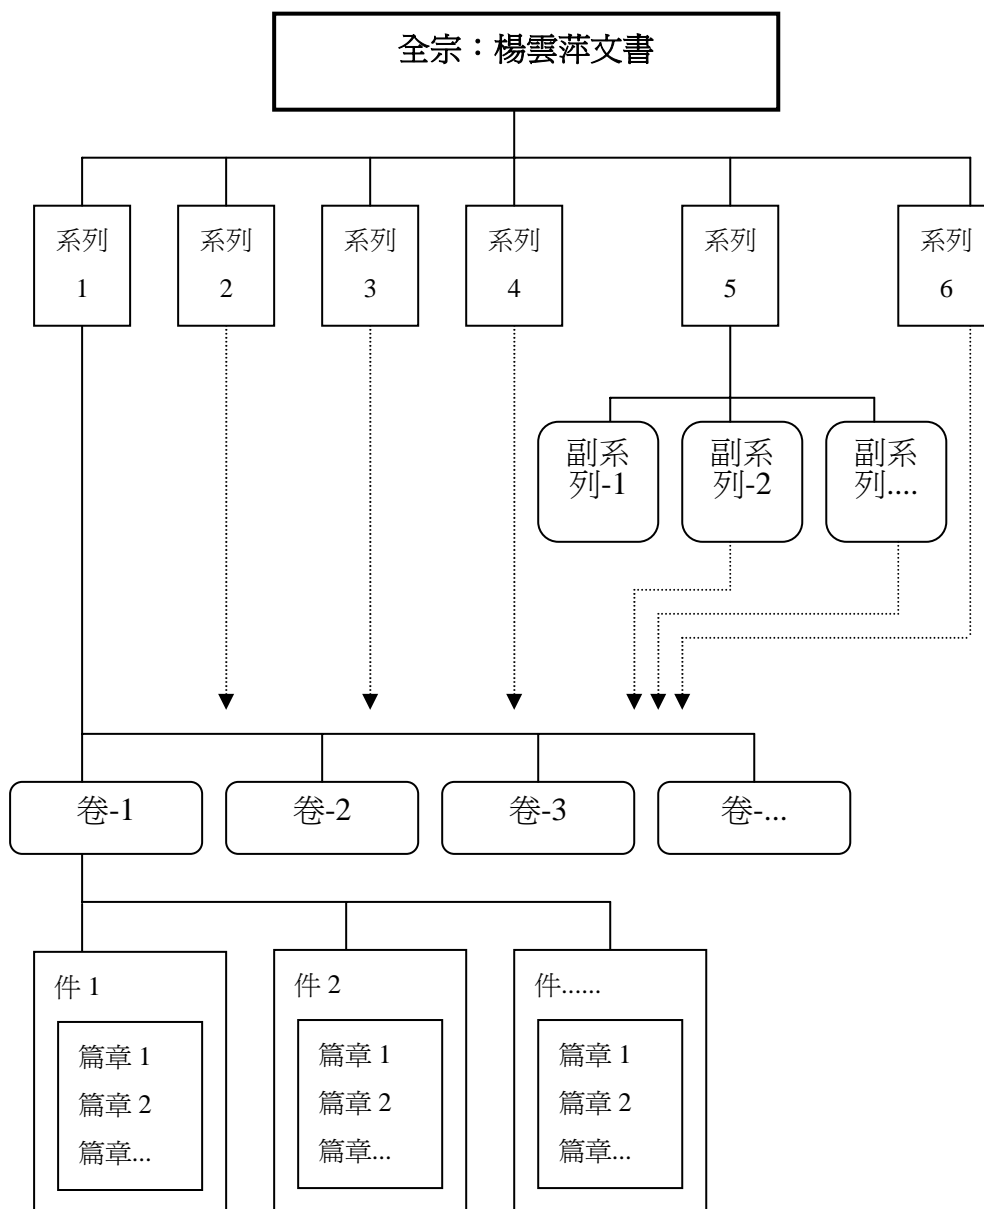 全宗：楊雲萍文書
系列
1
系列
2
系列
3
系列
4
系列
5
系列
6
副系
列-1
副系
列-2
副系
列....
卷-1
卷-2
卷-3
卷-...
件 1
篇章 1
篇章 2
篇章...
件 2
篇章 1
篇章 2
篇章...
件......
篇章 1
篇章 2
篇章...